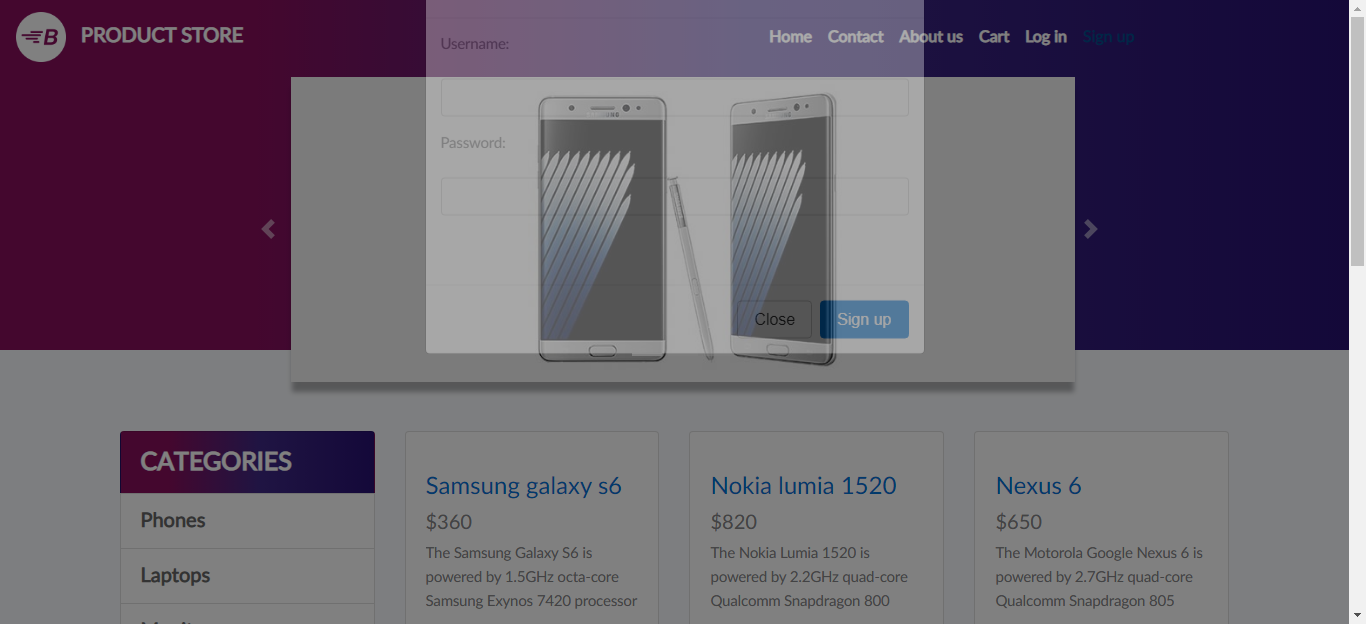 B PRODUCT STORE
Home Contact About us Cart Log in Sign up
Username:
SAMSUNG
Password:
Close Sign up
CATEGORIES
Phones
Laptops
Samsung galaxy s6
$360
The Samsung Galaxy S6 is
powered by 1.5GHz octa-core
Samsung Exynos 7420 processor
Nokia lumia 1520
$820
The Nokia Lumia 1520 is
powered by 2.2GHz quad-core
Qualcomm Snapdragon 800
Nexus 6
$650
The Motorola Google Nexus 6 is
powered by 2.7GHz quad-core
Qualcomm Snapdragon 805